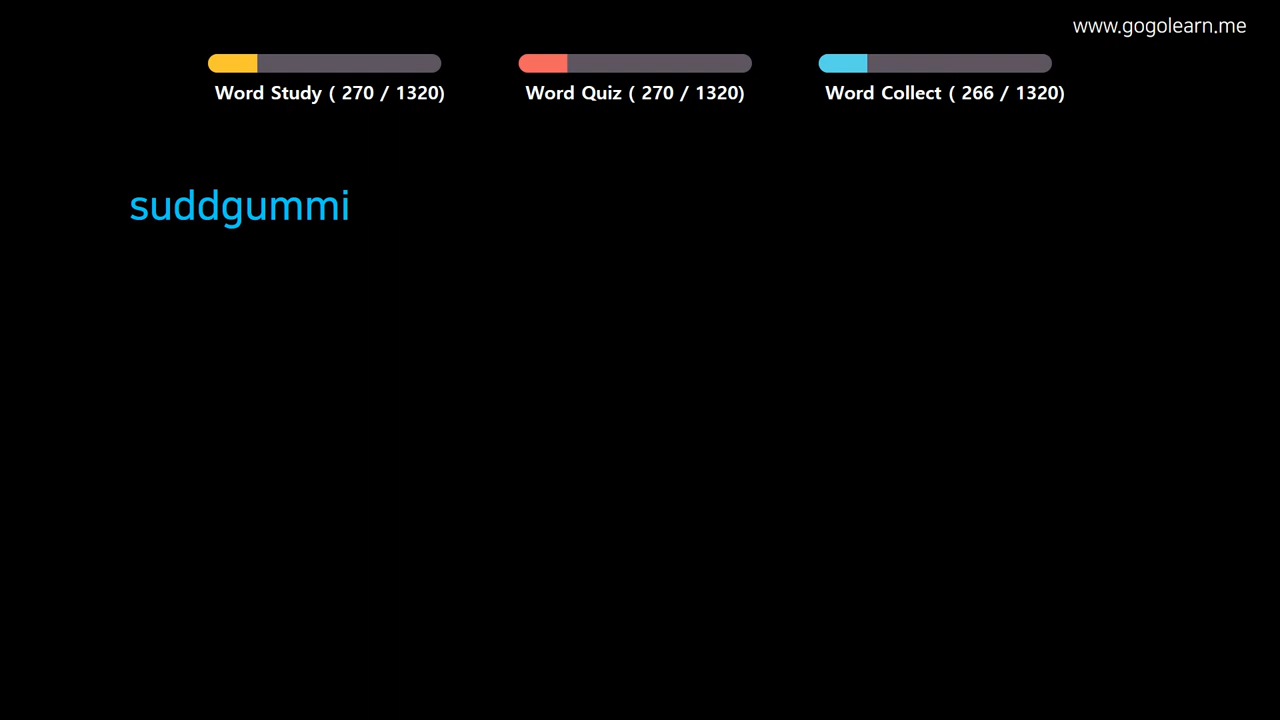 www.gogolearn.me
Word Study ( 270 / 1320)
Word Quiz ( 270 / 1320)
Word Collect ( 266 / 1320)
suddgummi